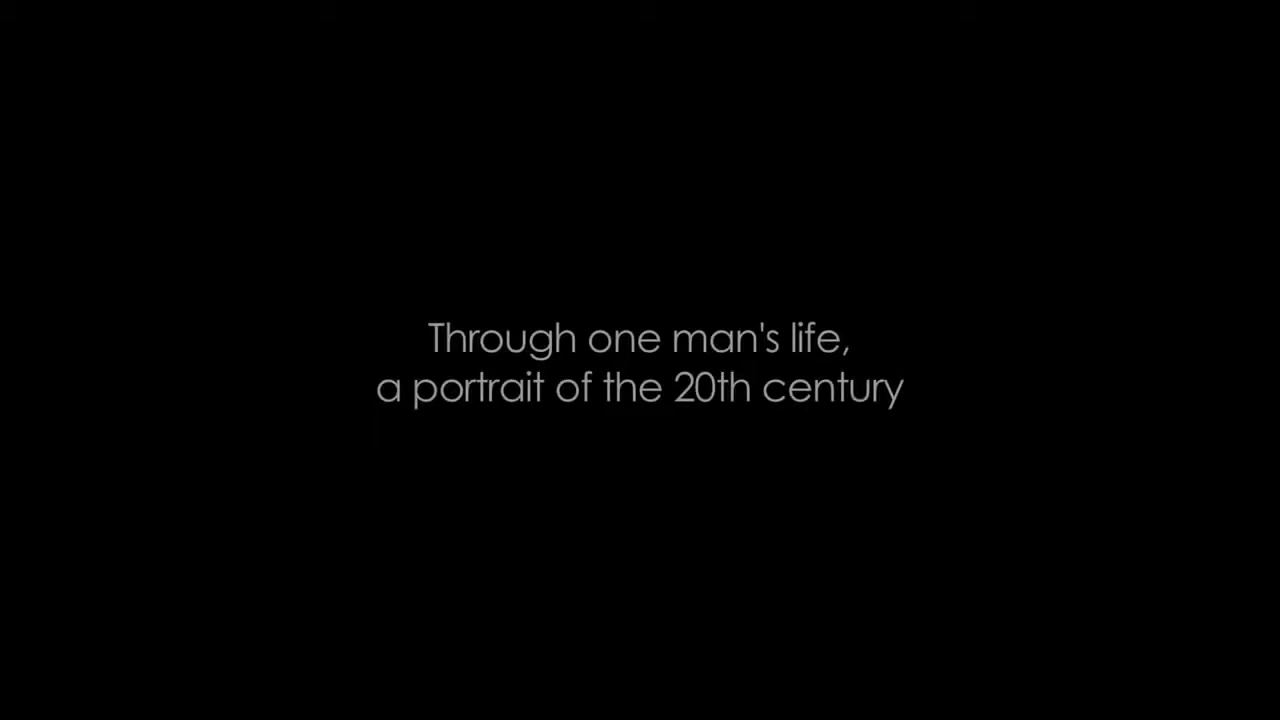 Through one man's life,
a portrait of the 20th century